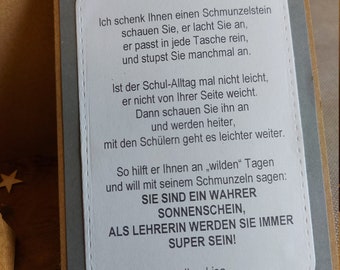 Ich schenk Ihnen einen Schmunzelstein
schauen Sie, er lacht Sie an,
er passt in jede Tasche rein,
und stupst Sie manchmal an.
Ist der Schul-Alltag mal nicht leicht,
er nicht von Ihrer Seite weicht.
Dann schauen Sie ihn an
und werden heiter,
mit den Schülern geht es leichter weiter.
So hilft er Ihnen an „wilden" Tagen
und will mit seinem Schmunzeln sagen:
SIE SIND EIN WAHRER
SONNENSCHEIN,
ALS LEHRERIN WERDEN SIE IMMER
SUPER SEIN!